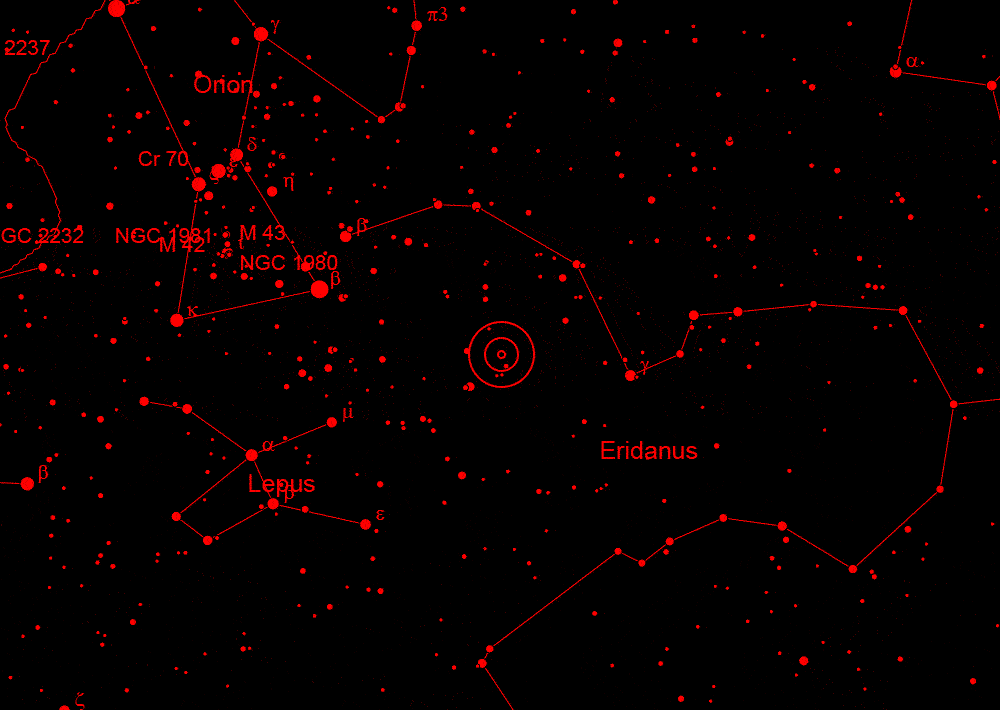 α
γ
π3
2237
α
Orion
δ
Cr 70
ς
η
β
GC 2232
NGC 1981
M 43
M 42
NGC 1980
β
κ
γ
μ
α
Eridanus
β
Lepus
β
ε
ζ